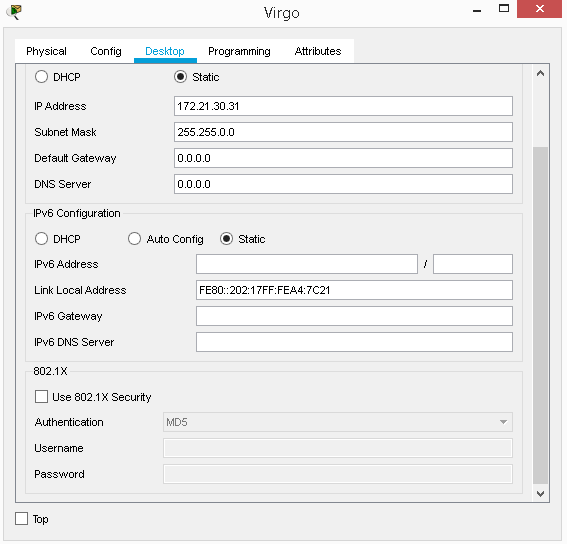 Virgo
Physical Config Desktop Programming Attributes
DHCP Static
IP Address 172.21.30.31
Subnet Mask 255.255.0.0
Default Gateway 0.0.0.0
DNS Server 0.0.0.0
IPv6 Configuration
DHCP Auto Config Static
IPv6 Address /
Link Local Address FE80::202:17FF:FEA4:7C21
IPv6 Gateway
IPv6 DNS Server
802.1X
Use 802.1X Security
Authentication MD5
Username
Password
Top